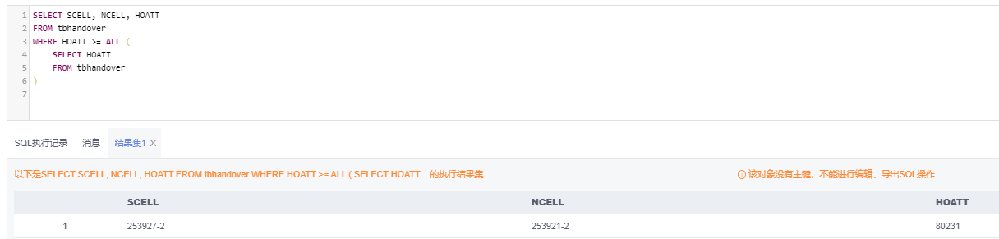 1 SELECT SCELL, NCELL, HOATT
2 FROM tbhandover
3 WHERE HOATT >= ALL (
4     SELECT HOATT
5     FROM tbhandover
6 )
7
SQL执行记录 消息 结果集1 ×
以下是SELECT SCELL, NCELL, HOATT FROM tbhandover WHERE HOATT >= ALL ( SELECT HOATT ...的执行结果集 该对象没有主键，不能进行编辑、导出SQL操作
SCELL NCELL HOATT
1 253927-2 253921-2 80231